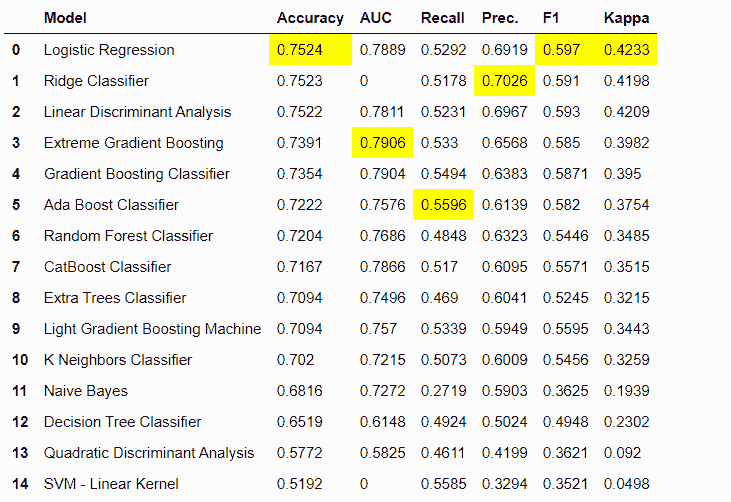 Model Accuracy AUC Recall Prec. F1 Kappa
0 Logistic Regression 0.7524 0.7889 0.5292 0.6919 0.597 0.4233
1 Ridge Classifier 0.7523 0 0.5178 0.7026 0.591 0.4198
2 Linear Discriminant Analysis 0.7522 0.7811 0.5231 0.6967 0.593 0.4209
3 Extreme Gradient Boosting 0.7391 0.7906 0.533 0.6568 0.585 0.3982
4 Gradient Boosting Classifier 0.7354 0.7904 0.5494 0.6383 0.5871 0.395
5 Ada Boost Classifier 0.7222 0.7576 0.5596 0.6139 0.582 0.3754
6 Random Forest Classifier 0.7204 0.7686 0.4848 0.6323 0.5446 0.3485
7 CatBoost Classifier 0.7167 0.7866 0.517 0.6095 0.5571 0.3515
8 Extra Trees Classifier 0.7094 0.7496 0.469 0.6041 0.5245 0.3215
9 Light Gradient Boosting Machine 0.7094 0.757 0.5339 0.5949 0.5595 0.3443
10 K Neighbors Classifier 0.702 0.7215 0.5073 0.6009 0.5456 0.3259
11 Naive Bayes 0.6816 0.7272 0.2719 0.5903 0.3625 0.1939
12 Decision Tree Classifier 0.6519 0.6148 0.4924 0.5024 0.4948 0.2302
13 Quadratic Discriminant Analysis 0.5772 0.5825 0.4611 0.4199 0.3621 0.092
14 SVM - Linear Kernel 0.5192 0 0.5585 0.3294 0.3521 0.0498